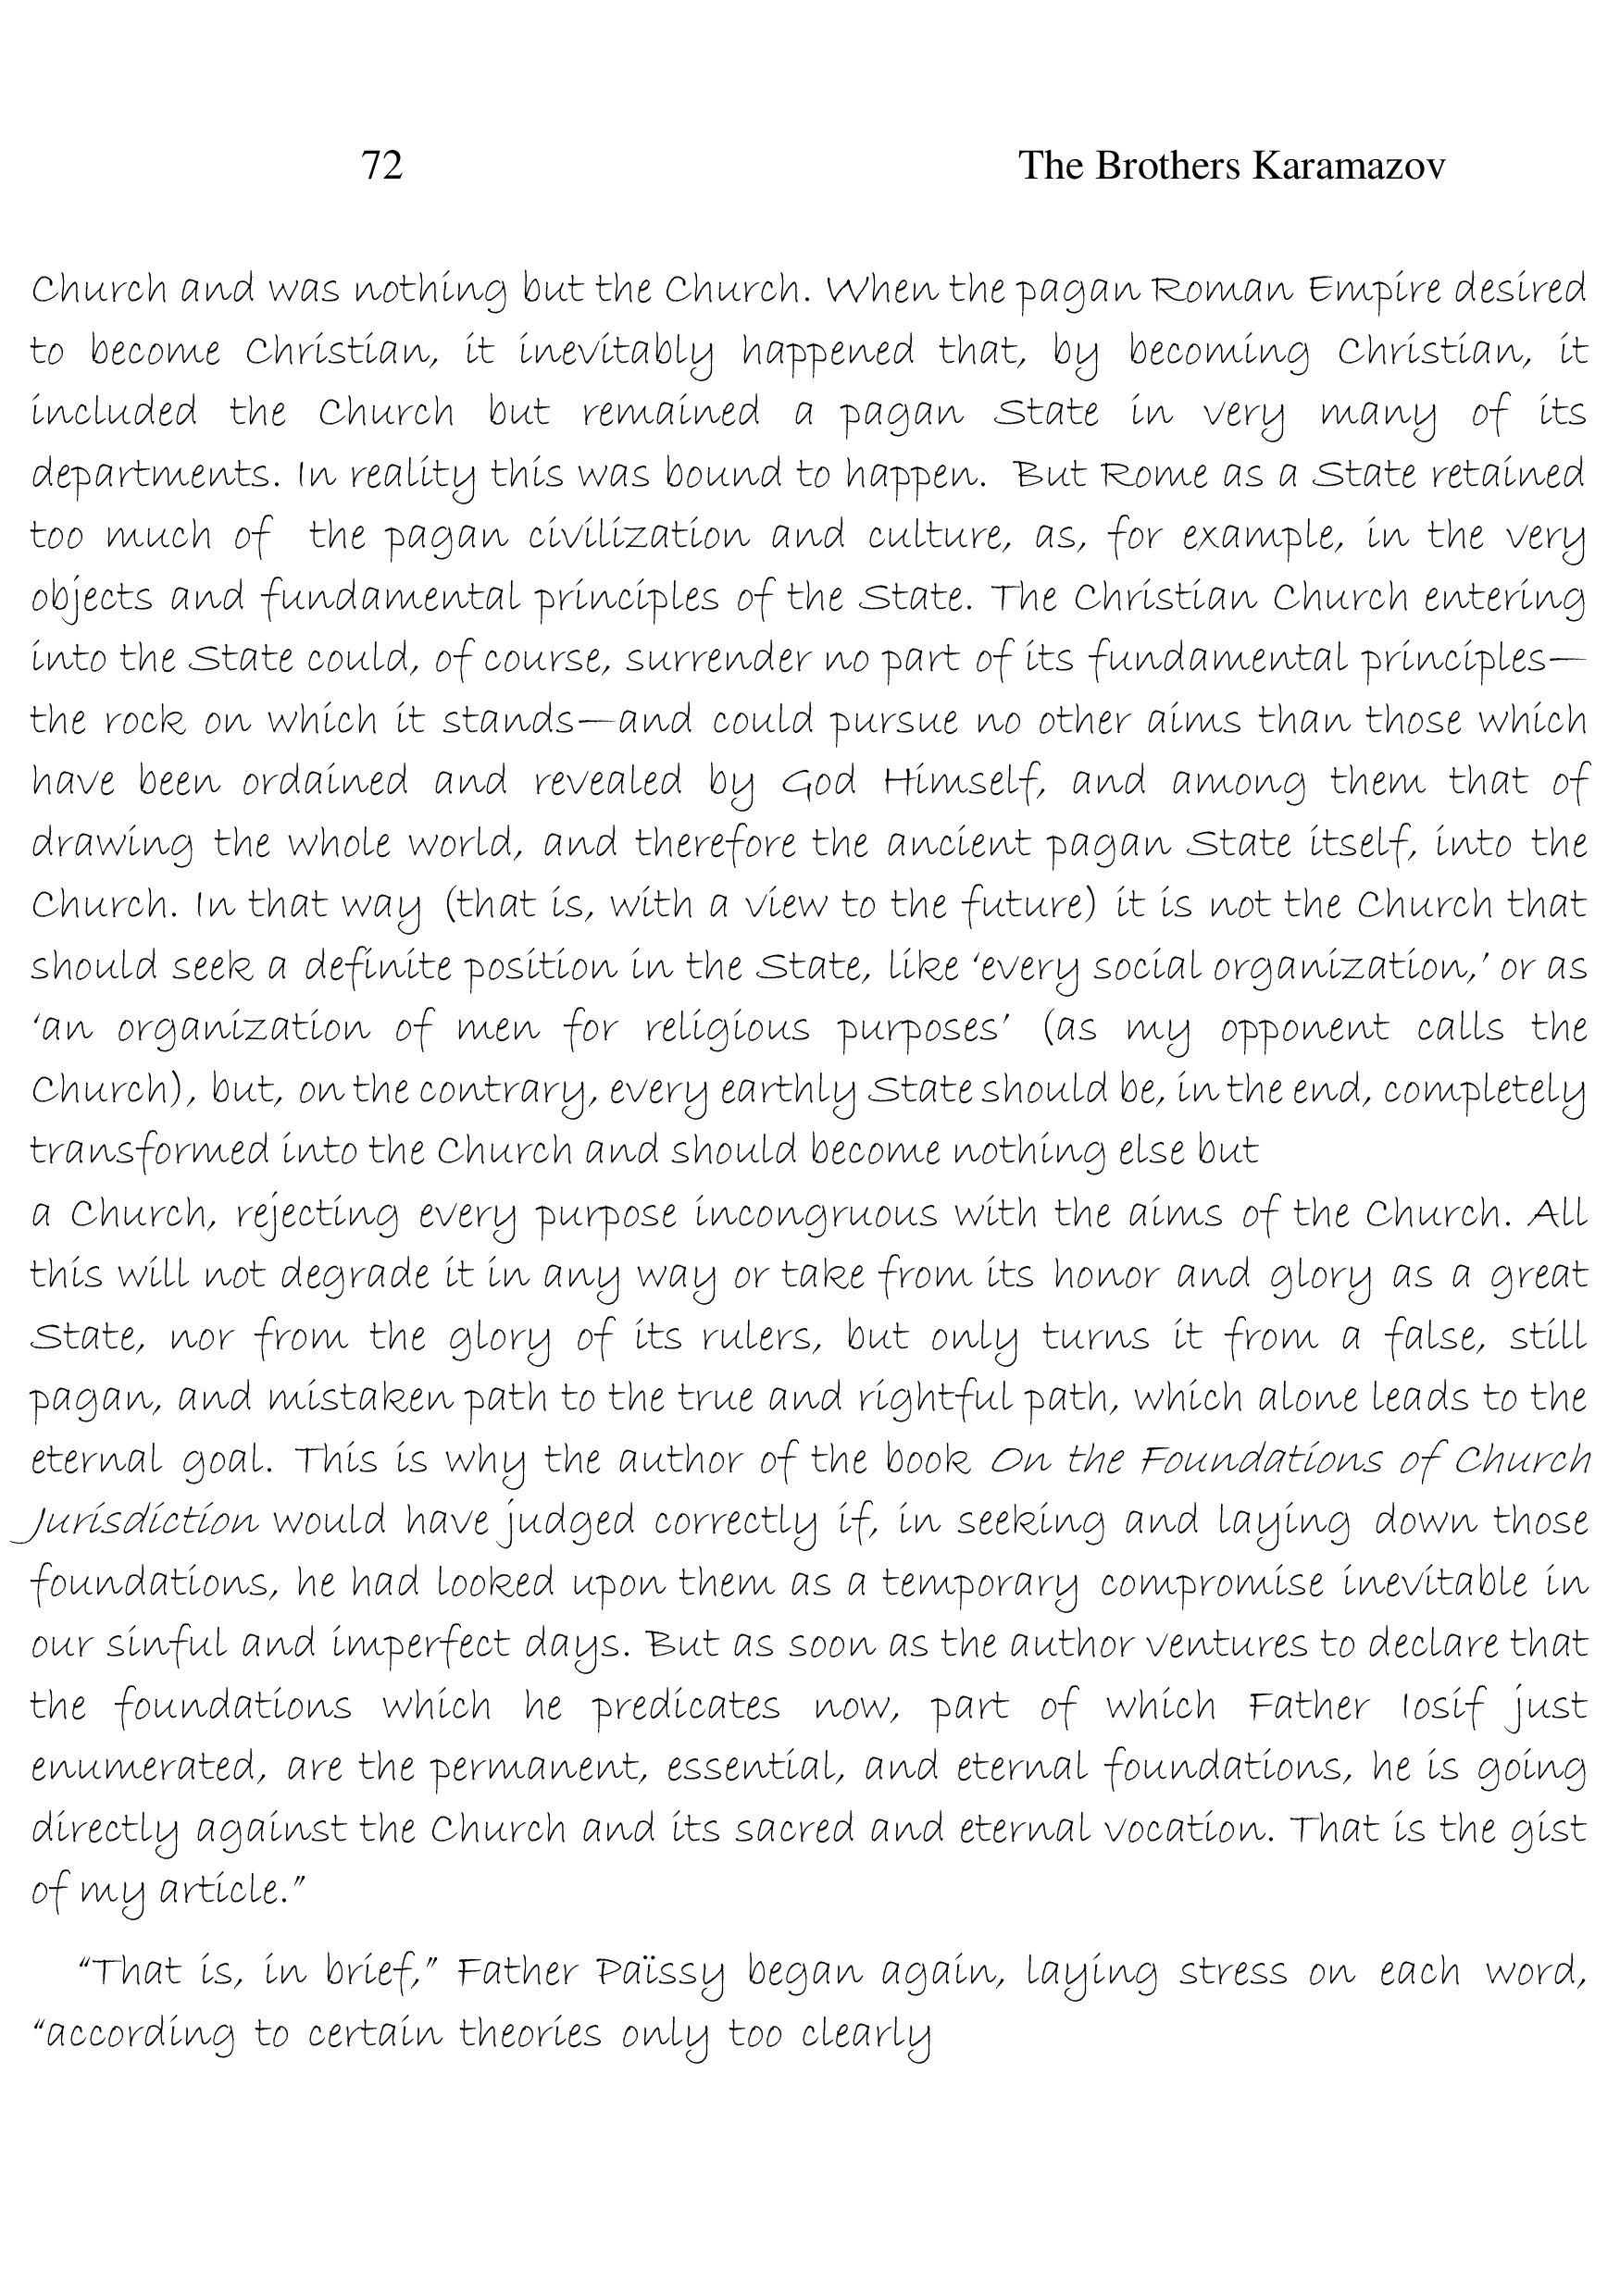 72 The Brothers Karamazov
Church and was nothing but the Church. When the pagan Roman Empire desired
to become Christian, it inevitably happened that, by becoming Christian, it
included the Church but remained a pagan State in very many of its
departments. In reality this was bound to happen. But Rome as a State retained
too much of the pagan civilization and culture, as, for example, in the very
objects and fundamental principles of the State. The Christian Church entering
into the State could, of course, surrender no part of its fundamental principles—
the rock on which it stands—and could pursue no other aims than those which
have been ordained and revealed by God Himself, and among them that of
drawing the whole world, and therefore the ancient pagan State itself, into the
Church. In that way (that is, with a view to the future) it is not the Church that
should seek a definite position in the State, like ‘every social organization,’ or as
‘an organization of men for religious purposes’ (as my opponent calls the
Church), but, on the contrary, every earthly State should be, in the end, completely
transformed into the Church and should become nothing else but
a Church, rejecting every purpose incongruous with the aims of the Church. All
this will not degrade it in any way or take from its honor and glory as a great
State, nor from the glory of its rulers, but only turns it from a false, still
pagan, and mistaken path to the true and rightful path, which alone leads to the
eternal goal. This is why the author of the book On the Foundations of Church
Jurisdiction would have judged correctly if, in seeking and laying down those
foundations, he had looked upon them as a temporary compromise inevitable in
our sinful and imperfect days. But as soon as the author ventures to declare that
the foundations which he predicates now, part of which Father Iosif just
enumerated, are the permanent, essential, and eternal foundations, he is going
directly against the Church and its sacred and eternal vocation. That is the gist
of my article.”
“That is, in brief,” Father Païssy began again, laying stress on each word,
“according to certain theories only too clearly